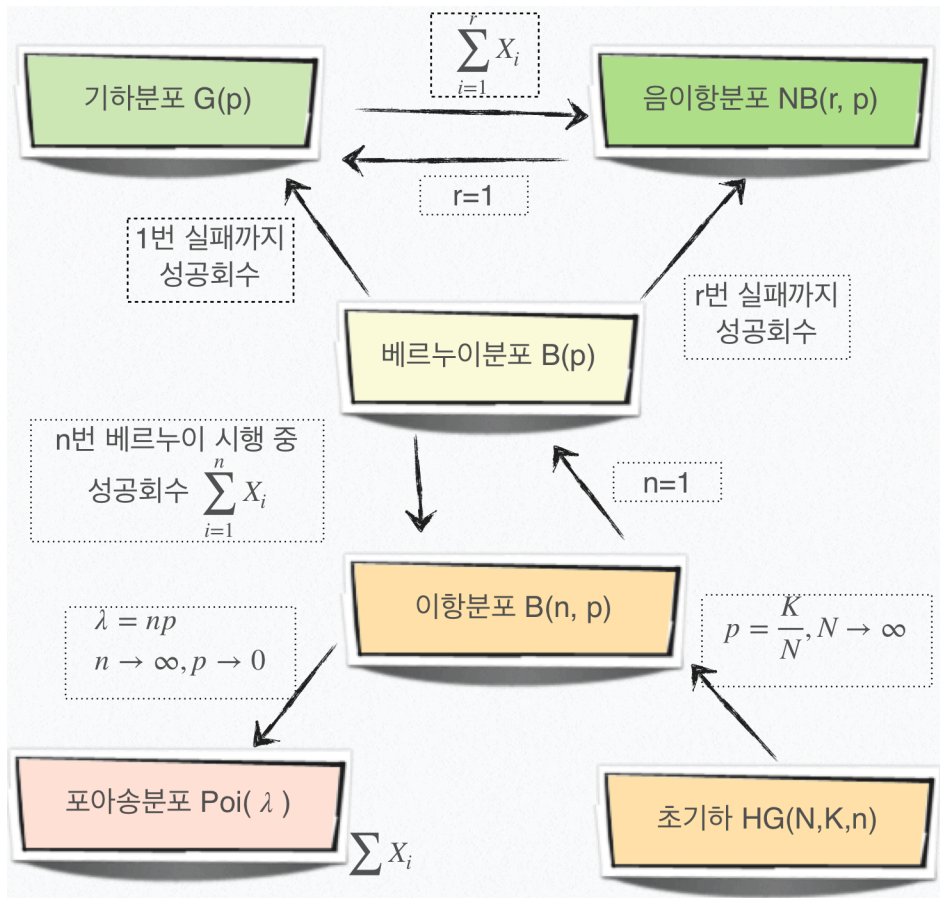 r
∑ X_i
i=1
기하분포 G(p)
음이항분포 NB(r, p)
r=1
1번 실패까지
성공회수
r번 실패까지
성공회수
베르누이분포 B(p)
n번 베르누이 시행 중
n
성공회수 ∑ X_i
i=1
n=1
이항분포 B(n, p)
λ = np
n → ∞, p → 0
p = K/N, N → ∞
포아송분포 Poi( λ )
∑ X_i
초기하 HG(N,K,n)